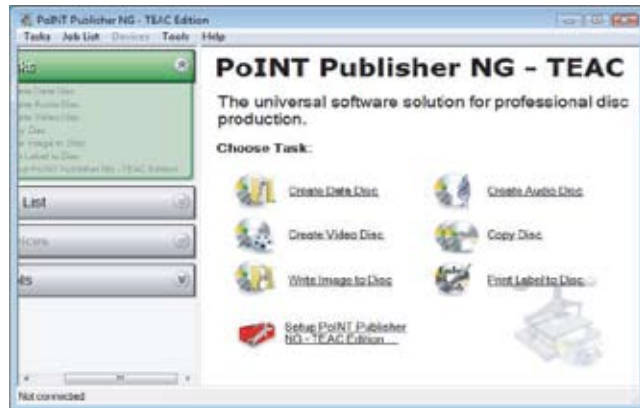 PoINT Publisher NG - TEAC Edition
Tasks Job List Devices Tools Help
PoINT Publisher NG – TEAC
The universal software solution for professional disc
production.
Choose Task:
Create Data Disc
Create Audio Disc
Create Video Disc
Copy Disc
Write Image to Disc
Print Label to Disc
Setup PoINT Publisher
NG - TEAC Edition
List
Not connected